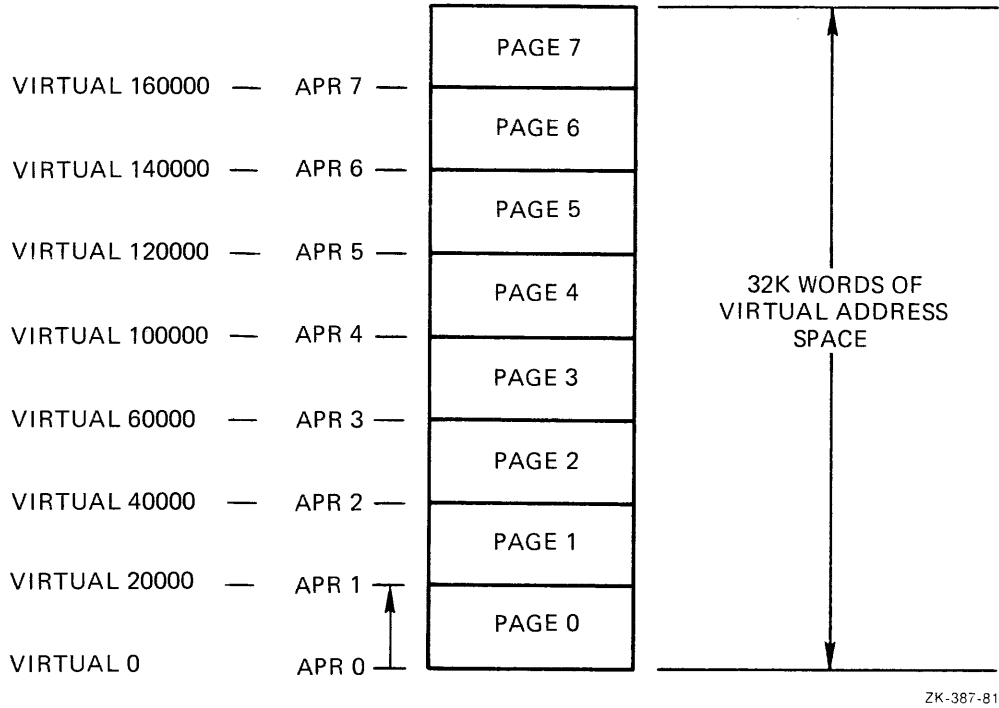 PAGE 7
VIRTUAL 160000 — APR 7 —
PAGE 6
VIRTUAL 140000 — APR 6 —
PAGE 5
VIRTUAL 120000 — APR 5 —
PAGE 4
VIRTUAL 100000 — APR 4 —
PAGE 3
VIRTUAL 60000 — APR 3 —
PAGE 2
VIRTUAL 40000 — APR 2 —
PAGE 1
VIRTUAL 20000 — APR 1
PAGE 0
VIRTUAL 0 APR 0
32K WORDS OF
VIRTUAL ADDRESS
SPACE
ZK-387-81